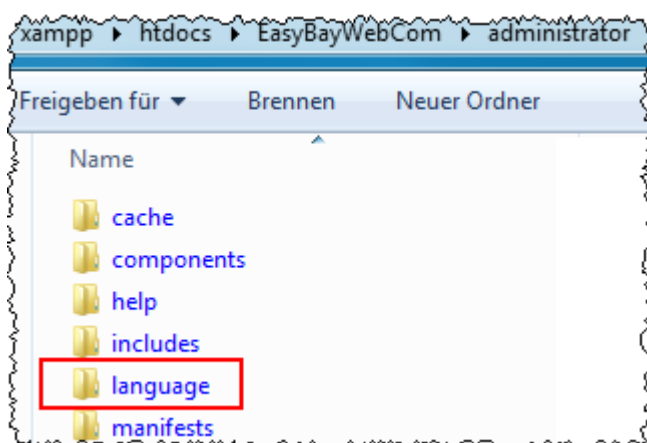 xampp ▸ htdocs ▸ EasyBayWebCom ▸ administrator
Freigeben für ▾ Brennen Neuer Ordner
Name
cache
components
help
includes
language
manifests